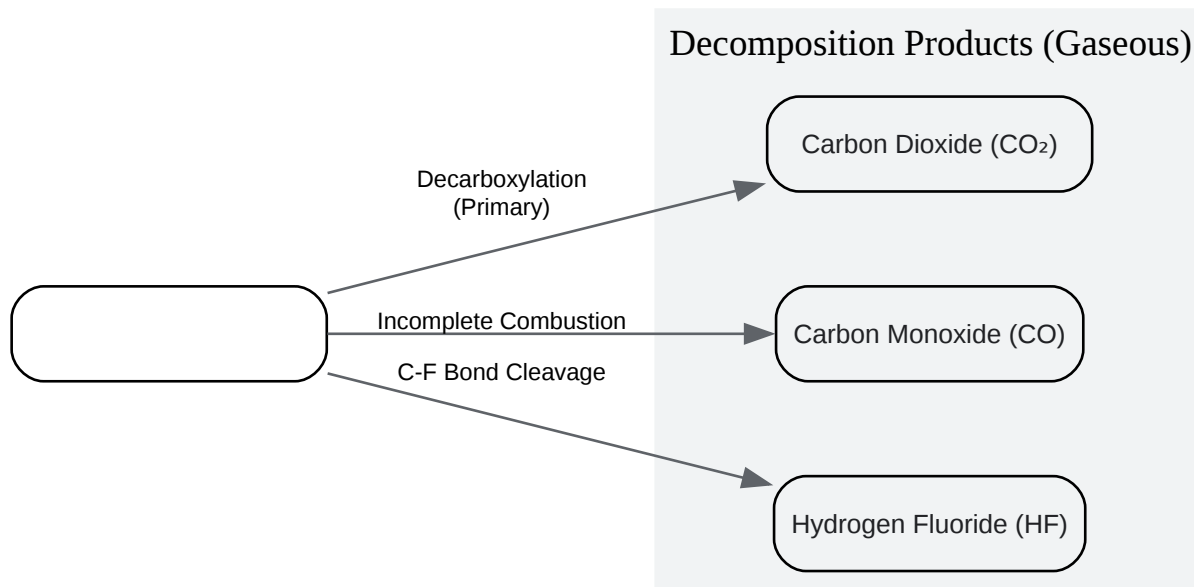 Decomposition Products (Gaseous)
Carbon Dioxide (CO₂)
Decarboxylation
(Primary)
Incomplete Combustion
Carbon Monoxide (CO)
C-F Bond Cleavage
Hydrogen Fluoride (HF)